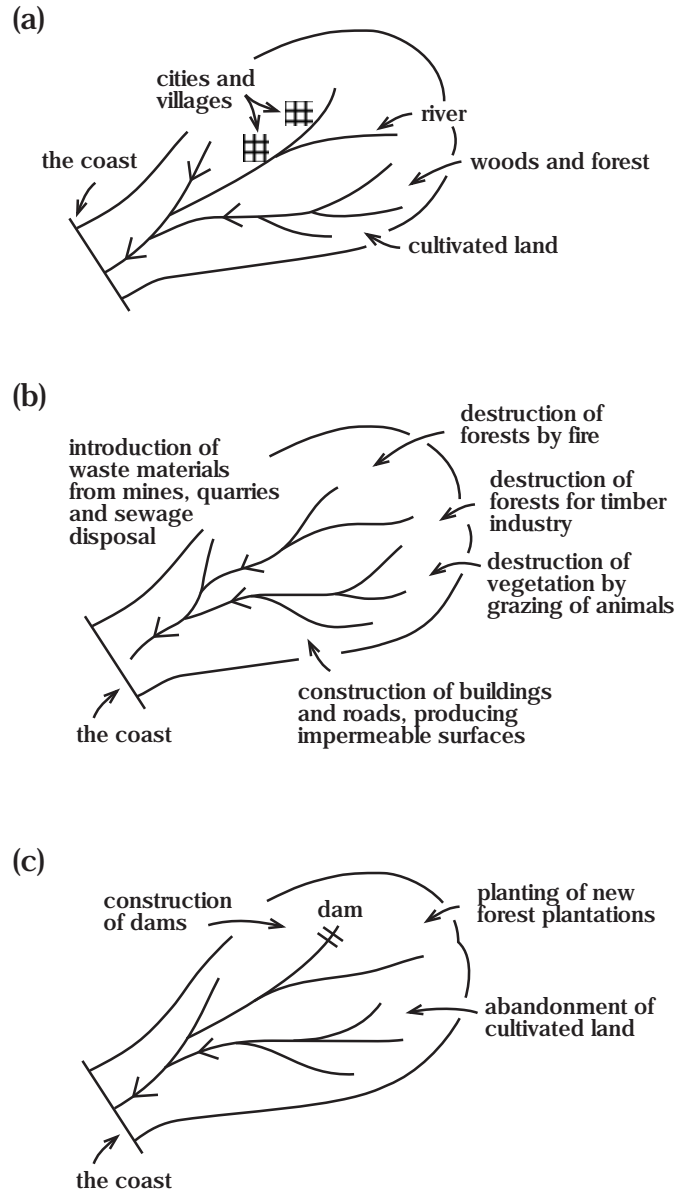 (a)
cities and
villages
river
the coast
woods and forest
cultivated land
(b)
destruction of
forests by fire
introduction of
waste materials
from mines, quarries
and sewage
disposal
destruction of
forests for timber
industry
destruction of
vegetation by
grazing of animals
construction of buildings
and roads, producing
impermeable surfaces
the coast
(c)
construction
of dams
dam
planting of new
forest plantations
abandonment of
cultivated land
the coast